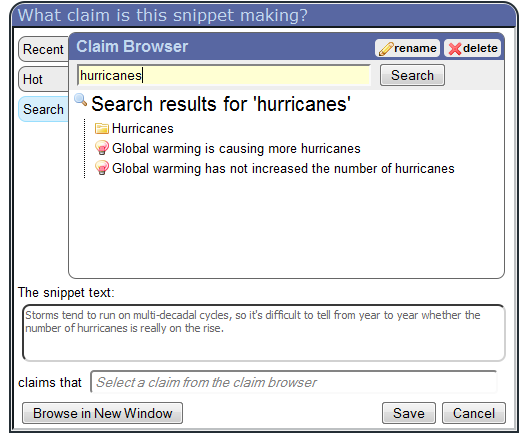 What claim is this snippet making?
Recent
Hot
Search
Claim Browser
rename
delete
hurricanes
Search
Search results for 'hurricanes'
Hurricanes
Global warming is causing more hurricanes
Global warming has not increased the number of hurricanes
The snippet text:
Storms tend to run on multi-decadal cycles, so it's difficult to tell from year to year whether the
number of hurricanes is really on the rise.
claims that
Select a claim from the claim browser
Browse in New Window
Save
Cancel